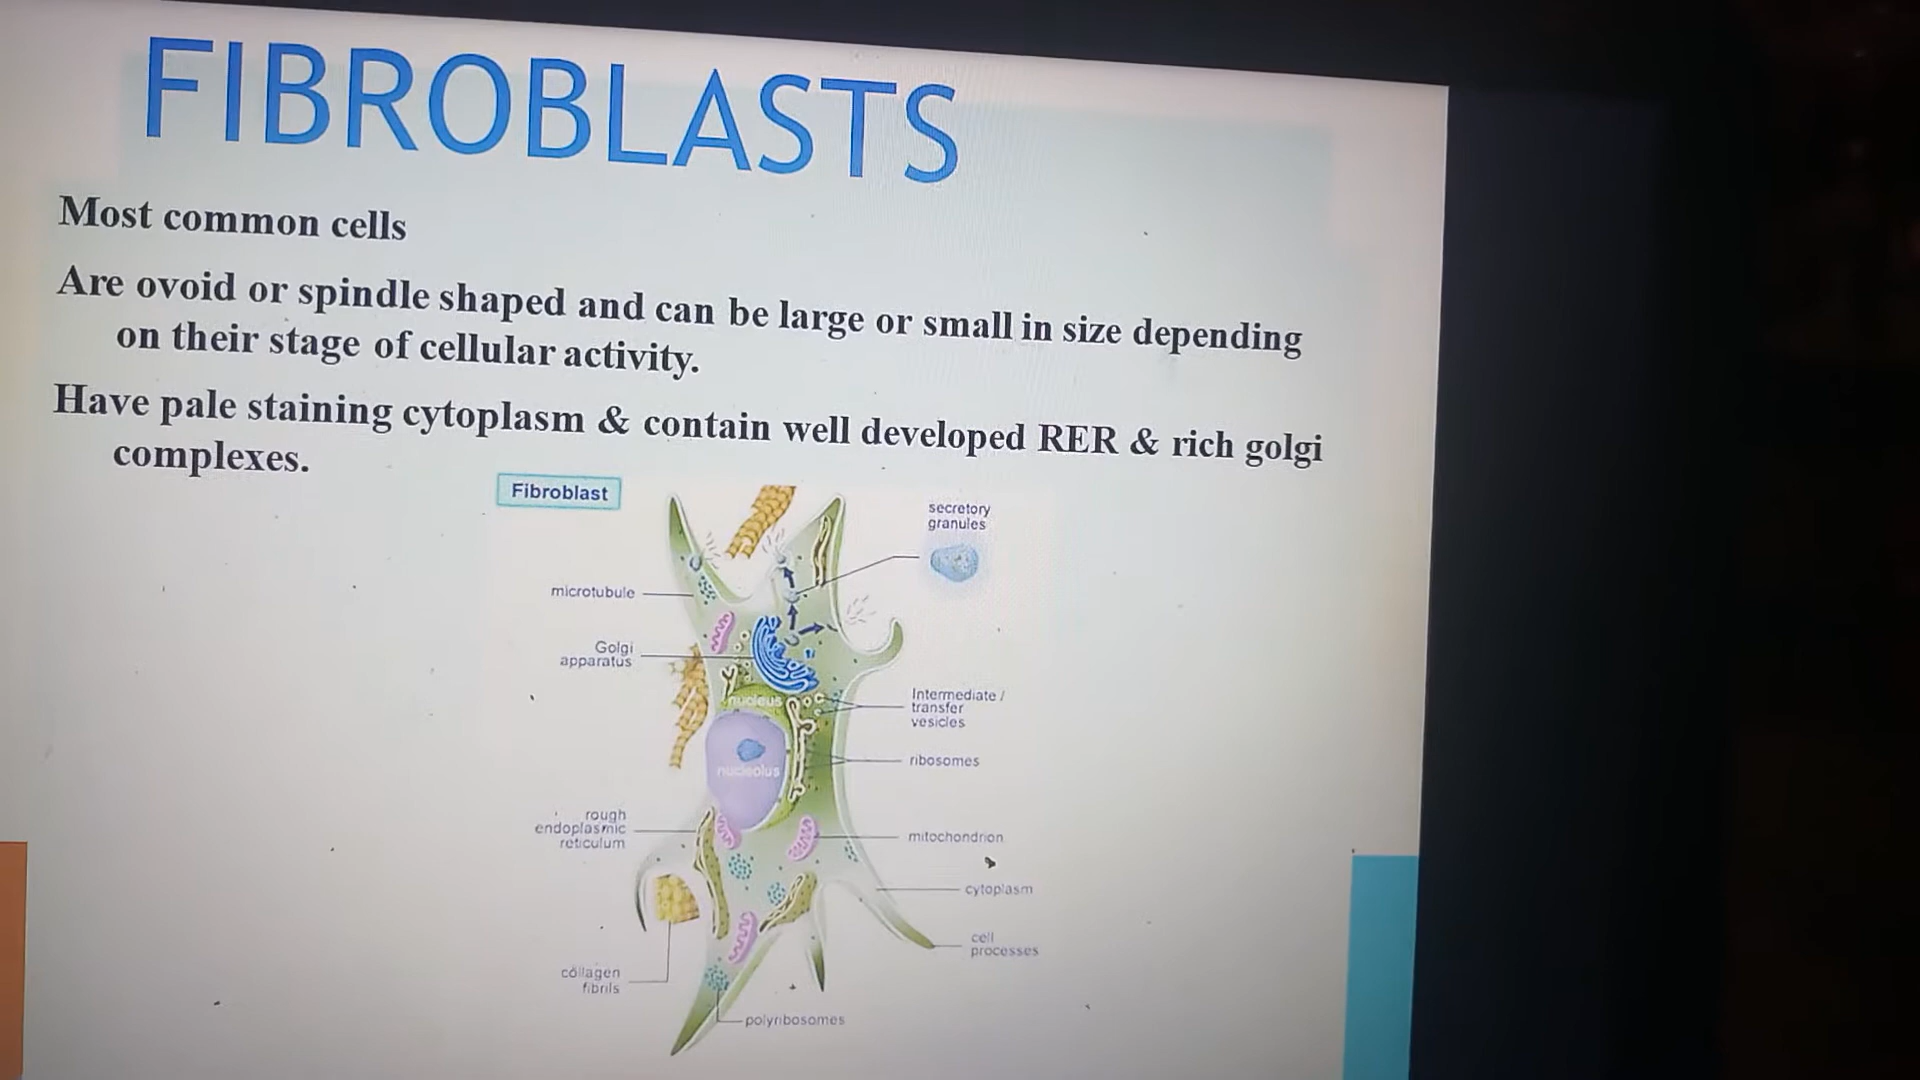 FIBROBLASTS
Most common cells
Are ovoid or spindle shaped and can be large or small in size depending
on their stage of cellular activity.
Have pale staining cytoplasm & contain well developed RER & rich golgi
complexes.
Fibroblast
secretory
granules
microtubule
Golgi
apparatus
nucleus
Intermediate /
transfer
vesicles
nucleolus
ribosomes
rough
endoplasmic
reticulum
mitochondrion
cytoplasm
cell
processes
collagen
fibrils
polyribosomes